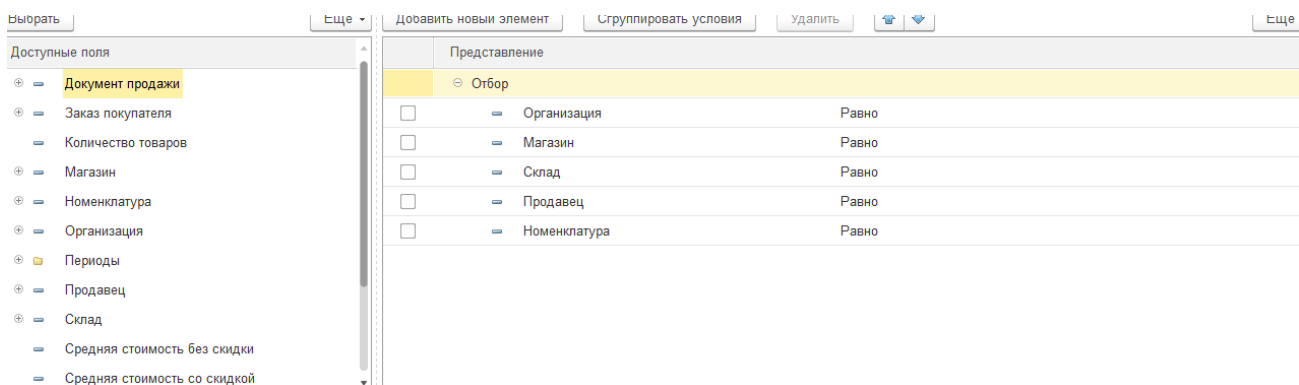 Выбрать Еще Добавить новый элемент Сгруппировать условия Удалить Еще
Доступные поля Представление
Документ продажи Отбор
Заказ покупателя Организация Равно
Количество товаров Магазин Равно
Магазин Склад Равно
Номенклатура Продавец Равно
Организация Номенклатура Равно
Периоды
Продавец
Склад
Средняя стоимость без скидки
Средняя стоимость со скидкой